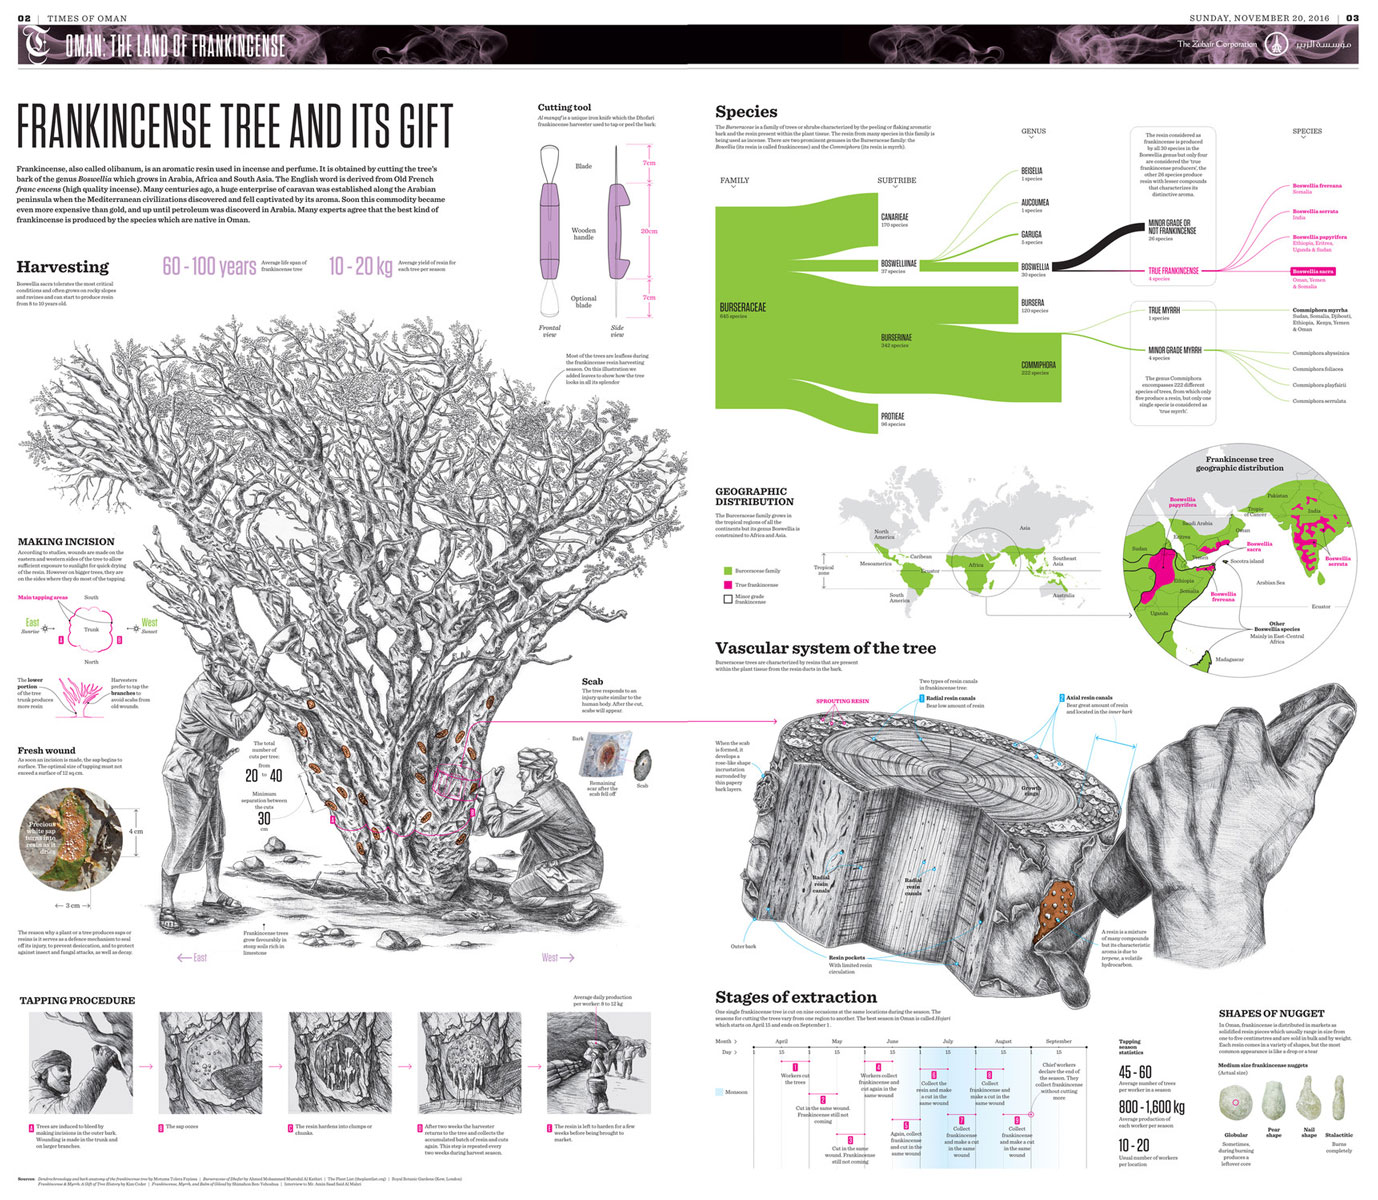 02 | TIMES OF OMAN
SUNDAY, NOVEMBER 20, 2016 | 03
T OMAN: THE LAND OF FRANKINCENSE
The Zubair Corporation
مؤسسة الزبير
FRANKINCENSE TREE AND ITS GIFT
Frankincense, also called olibanum, is an aromatic resin used in incense and perfume. It is obtained by cutting the tree's
bark of the genus Boswellia which grows in Arabia, Africa and South Asia. The English word is derived from Old French
franc encens (high quality incense). Many centuries ago, a huge enterprise of caravan was established along the Arabian
peninsula when the Mediterranean civilizations discovered and fell captivated by its aroma. Soon this commodity became
even more expensive than gold, and up until petroleum was discoverd in Arabia. Many experts agree that the best kind of
frankincense is produced by the species which are native in Oman.
Harvesting
Boswellia sacra tolerates the most critical
conditions and often grows on rocky slopes
and ravines and can start to produce resin
from 8 to 10 years old.
60 - 100 years
Average life span of
frankincense tree
10 - 20 kg
Average yield of resin for
each tree per season
Cutting tool
Al mangaf is a unique iron knife which the Dhofari
frankincense harvester used to tap or peel the bark.
Blade
7cm
Wooden
handle
20cm
Optional
blade
7cm
Frontal
view
Side
view
Most of the trees are leafless during
the frankincense resin harvesting
season. On this illustration we
added leaves to show how the tree
looks in all its splendor
MAKING INCISION
According to studies, wounds are made on the
eastern and western sides of the tree to allow
sufficient exposure to sunlight for quick drying
of the resin. However on bigger trees, they are
on the sides where they do most of the tapping.
Main tapping areas
South
East
Sunrise
Trunk
West
Sunset
A
B
North
The lower
portion
of the tree
trunk produces
more resin
Harvesters
prefer to tap the
branches to
avoid scabs from
old wounds.
Fresh wound
As soon an incision is made, the sap begins to
surface. The optimal size of tapping must not
exceed a surface of 12 sq cm.
Precious
white sap
turns into
resin as it
dries
4 cm
3 cm
The reason why a plant or a tree produces saps or
resins is it serves as a defence mechanism to seal
off its injury, to prevent desiccation, and to protect
against insect and fungal attacks, as well as decay.
The total
number of
cuts per tree:
from
20 to 40
Minimum
separation between
the cuts
30
cm
A
B
Frankincense trees
grow favourably in
stony soils rich in
limestone
East
West
Scab
The tree responds to an
injury quite similar to the
human body. After the cut,
scabs will appear.
Bark
Remaining
scar after the
scab fell off
Scab
TAPPING PROCEDURE
Average daily production
per worker: 8 to 12 kg
A Trees are induced to bleed by
making incisions in the outer bark.
Wounding is made in the trunk and
on larger branches.
B The sap oozes
C The resin hardens into clumps or
chunks.
D After two weeks the harvester
returns to the tree and collects the
accumulated batch of resin and cuts
again. This step is repeated every
two weeks during harvest season.
E The resin is left to harden for a few
weeks before being brought to
market.
Species
The Burseraceae is a family of trees or shrubs characterized by the peeling or flaking aromatic
bark and the resin present within the plant tissue. The resin from many species in this family is
being used as incense. There are two prominent genuses in the Burseraceae family: the
Boswellia (its resin is called frankincense) and the Commiphora (its resin is myrrh).
FAMILY
SUBTRIBE
GENUS
SPECIES
BURSERACEAE
645 species
CANARIEAE
170 species
BOSWELLIINAE
37 species
BURSERINAE
342 species
PROTIEAE
96 species
BEISELIA
1 species
AUCOUMEA
1 species
GARUGA
5 species
BOSWELLIA
30 species
BURSERA
120 species
COMMIPHORA
222 species
The resin considered as
frankincense is produced
by all 30 species in the
Boswellia genus but only four
are considered the 'true
frankincense producers', the
other 26 species produce
resin with lesser compounds
that characterize its
distinctive aroma.
MINOR GRADE OR
NOT FRANKINCENSE
26 species
TRUE FRANKINCENSE
4 species
TRUE MYRRH
1 species
MINOR GRADE MYRRH
4 species
The genus Commiphora
encompasses 222 different
species of trees, from which only
five produce a resin, but only one
single specie is considered as
'true myrrh'.
Boswellia frereana
Somalia
Boswellia serrata
India
Boswellia papyrifera
Ethiopia, Eritrea,
Uganda & Sudan
Boswellia sacra
Oman, Yemen
& Somalia
Commiphora myrrha
Sudan, Somalia, Djibouti,
Ethiopia, Kenya, Yemen
& Oman
Commiphora abyssinica
Commiphora foliacea
Commiphora playfairii
Commiphora serrulata
GEOGRAPHIC
DISTRIBUTION
The Burceraceae family grows in
the tropical regions of all the
continents but its genus Boswellia is
constrained to Africa and Asia.
Burceraceae family
True frankincense
Minor grade
frankincense
Tropical
zone
North
America
Caribean
Mesoamerica
Ecuator
South
America
Africa
Asia
Southeast
Asia
Australia
Frankincense tree
geographic distribution
Boswellia
papyrifera
Pakistan
Tropic
of Cancer
India
Saudi Arabia
Oman
Eritrea
Sudan
Yemen
Boswellia
sacra
Socotra island
Boswellia
serrata
Ethiopia
Somalia
Boswellia
frereana
Arabian Sea
Uganda
Ecuator
Other
Boswellia species
Mainly in East-Central
Africa
Madagascar
Vascular system of the tree
Burseraceae trees are characterized by resins that are present
within the plant tissue from the resin ducts in the bark.
SPROUTING RESIN
Two types of resin canals
in frankincense tree:
1 Radial resin canals
Bear low amount of resin
2 Axial resin canals
Bear great amount of resin
and located in the inner bark
When the scab
is formed, it
develops a
rose-like shape
incrustation
surrounded by
thin papery
bark layers.
Growth
rings
Radial
resin
canals
Radial
resin
canals
Outer bark
Resin pockets
With limited resin
circulation
A resin is a mixture
of many compounds
but its characteristic
aroma is due to
terpene, a volatile
hydrocarbon.
Stages of extraction
One single frankincense tree is cut on nine occasions at the same locations during the season. The
seasons for cutting the trees vary from one region to another. The best season in Oman is called Hojari
which starts on April 15 and ends on September 1 .
Month April May June July August September
Day 1 15 1 15 1 15 1 15 1 15 1 15
Monsoon
1
Workers cut
the trees
2
Cut in the same wound.
Frankincense still not
coming
3
Cut in the same
wound. Frankincense
still not coming
4
Workers collect
frankincense and
cut again in the
same wound
5
Again, collect
frankincense
and cut in the
same wound
6
Collect the
resin and make
a cut in the
same wound
7
Collect
frankincense
and make a cut
in the same
wound
8
Collect
frankincense and
make a cut in the
same wound
9
Collect
frankincense
and make a cut
in the same
wound
Chief workers
declare the end of
the season. They
collect frankincense
without cutting
more
Tapping
season
statistics
45 - 60
Average number of trees
per worker in a season
800 - 1,600 kg
Average production of
each worker per season
10 - 20
Usual number of workers
per location
SHAPES OF NUGGET
In Oman, frankincense is distributed in markets as
solidified resin pieces which usually range in size from
one to five centimetres and are sold in bulk and by weight.
Each resin comes in a variety of shapes, but the most
common appearance is like a drop or a tear
Medium size frankincense nuggets
(Actual size)
Globular
Sometimes,
during burning
produces a
leftover core
Pear
shape
Nail
shape
Stalactitic
Burns
completely